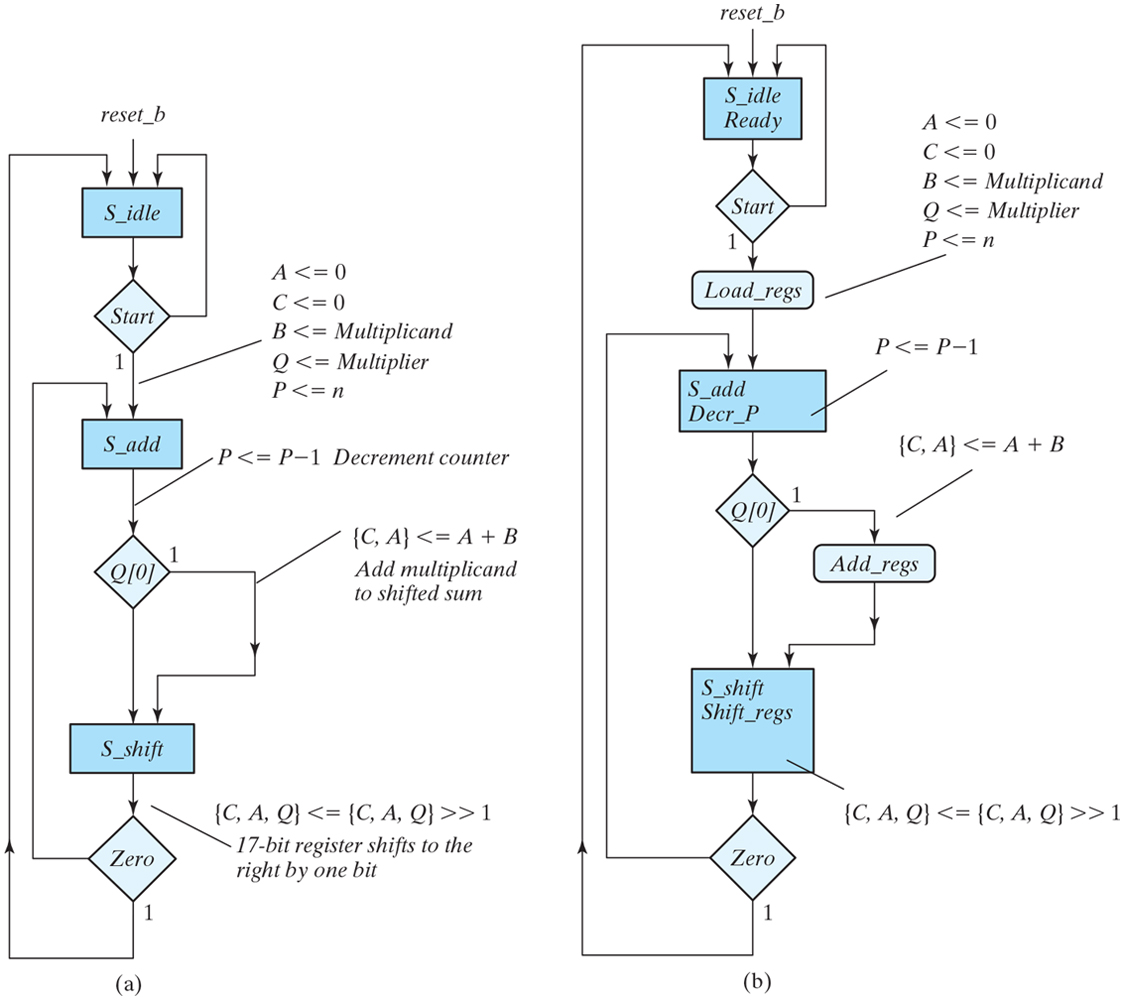 reset_b
S_idle
Start
1
A <= 0
C <= 0
B <= Multiplicand
Q <= Multiplier
P <= n
S_add
P <= P−1 Decrement counter
Q[0]
1
{C, A} <= A + B
Add multiplicand
to shifted sum
S_shift
{C, A, Q} <= {C, A, Q} >> 1
17-bit register shifts to the
right by one bit
Zero
1
(a)
reset_b
S_idle
Ready
Start
1
A <= 0
C <= 0
B <= Multiplicand
Q <= Multiplier
P <= n
Load_regs
P <= P−1
S_add
Decr_P
{C, A} <= A + B
Q[0]
1
Add_regs
S_shift
Shift_regs
{C, A, Q} <= {C, A, Q} >> 1
Zero
1
(b)